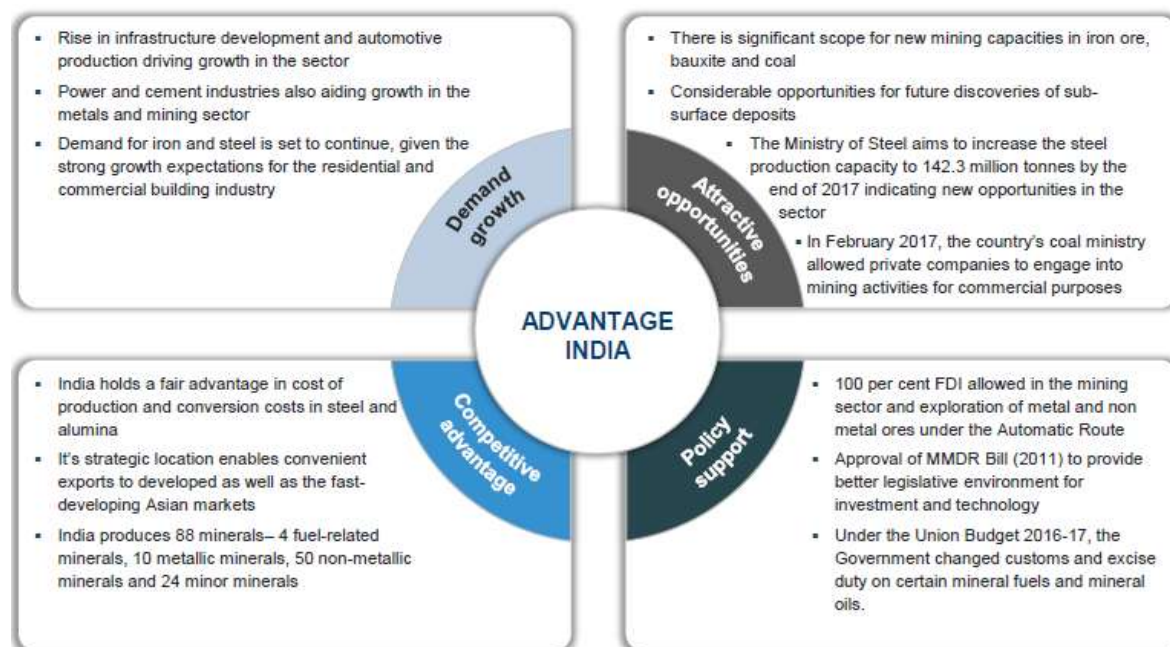 ▪ Rise in infrastructure development and automotive
production driving growth in the sector
▪ Power and cement industries also aiding growth in the
metals and mining sector
▪ Demand for iron and steel is set to continue, given the
strong growth expectations for the residential and
commercial building industry
Demand
growth
▪ There is significant scope for new mining capacities in iron ore,
bauxite and coal
▪ Considerable opportunities for future discoveries of sub-
surface deposits
▪ The Ministry of Steel aims to increase the steel
production capacity to 142.3 million tonnes by the
end of 2017 indicating new opportunities in the
sector
▪ In February 2017, the country's coal ministry
allowed private companies to engage into
mining activities for commercial purposes
Attractive
opportunities
ADVANTAGE
INDIA
▪ India holds a fair advantage in cost of
production and conversion costs in steel and
alumina
▪ It's strategic location enables convenient
exports to developed as well as the fast-
developing Asian markets
▪ India produces 88 minerals– 4 fuel-related
minerals, 10 metallic minerals, 50 non-metallic
minerals and 24 minor minerals
Competitive
advantage
▪ 100 per cent FDI allowed in the mining
sector and exploration of metal and non
metal ores under the Automatic Route
▪ Approval of MMDR Bill (2011) to provide
better legislative environment for
investment and technology
▪ Under the Union Budget 2016-17, the
Government changed customs and excise
duty on certain mineral fuels and mineral
oils.
Policy
support